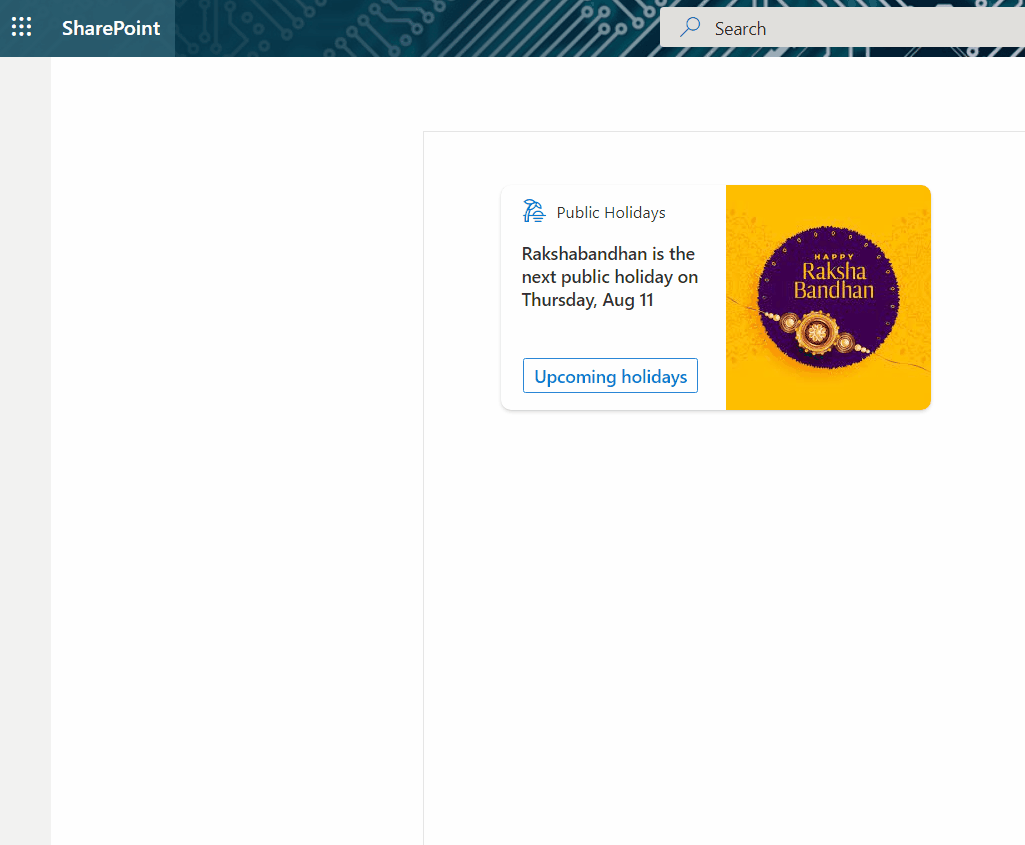 SharePoint
Search
Public Holidays
Rakshabandhan is the
next public holiday on
Thursday, Aug 11
Upcoming holidays
HAPPY
Raksha
Bandhan